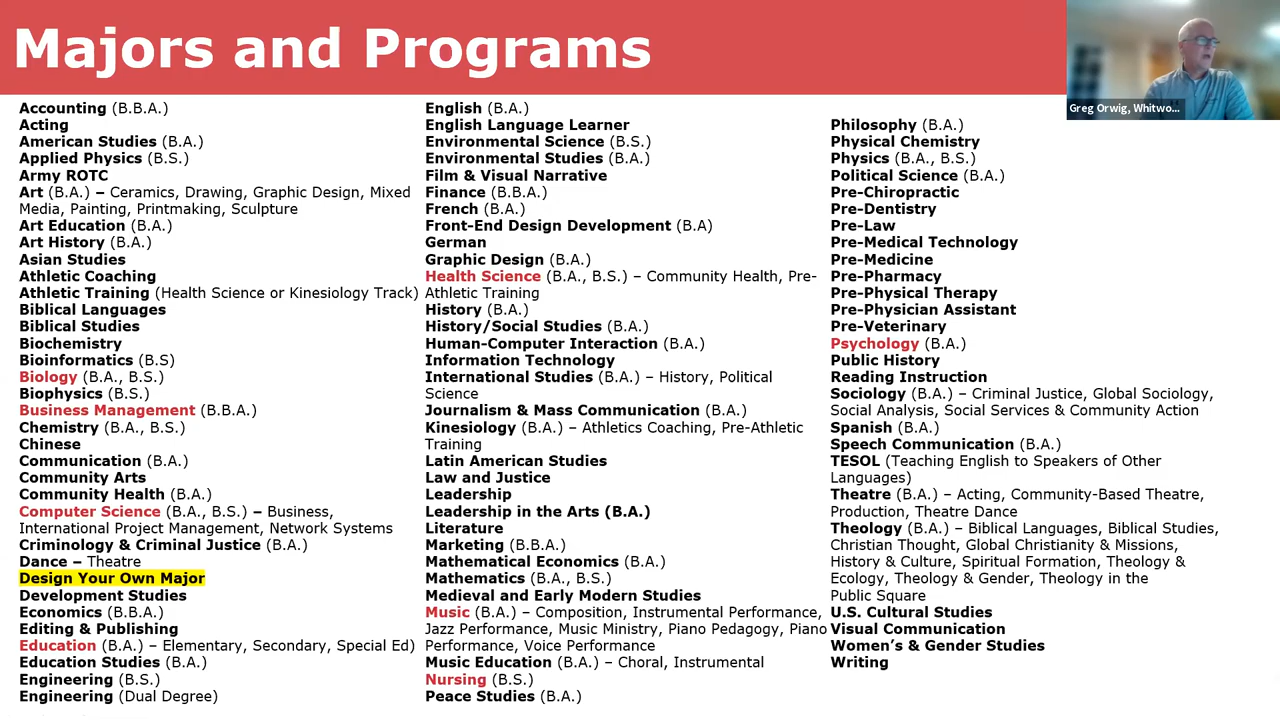 Majors and Programs
Greg Orwig, Whitwo...
Accounting (B.B.A.)
Acting
American Studies (B.A.)
Applied Physics (B.S.)
Army ROTC
Art (B.A.) – Ceramics, Drawing, Graphic Design, Mixed
Media, Painting, Printmaking, Sculpture
Art Education (B.A.)
Art History (B.A.)
Asian Studies
Athletic Coaching
Athletic Training (Health Science or Kinesiology Track)
Biblical Languages
Biblical Studies
Biochemistry
Bioinformatics (B.S)
Biology (B.A., B.S.)
Biophysics (B.S.)
Business Management (B.B.A.)
Chemistry (B.A., B.S.)
Chinese
Communication (B.A.)
Community Arts
Community Health (B.A.)
Computer Science (B.A., B.S.) – Business,
International Project Management, Network Systems
Criminology & Criminal Justice (B.A.)
Dance – Theatre
Design Your Own Major
Development Studies
Economics (B.B.A.)
Editing & Publishing
Education (B.A.) – Elementary, Secondary, Special Ed)
Education Studies (B.A.)
Engineering (B.S.)
Engineering (Dual Degree)
English (B.A.)
English Language Learner
Environmental Science (B.S.)
Environmental Studies (B.A.)
Film & Visual Narrative
Finance (B.B.A.)
French (B.A.)
Front-End Design Development (B.A)
German
Graphic Design (B.A.)
Health Science (B.A., B.S.) – Community Health, Pre-
Athletic Training
History (B.A.)
History/Social Studies (B.A.)
Human-Computer Interaction (B.A.)
Information Technology
International Studies (B.A.) – History, Political
Science
Journalism & Mass Communication (B.A.)
Kinesiology (B.A.) – Athletics Coaching, Pre-Athletic
Training
Latin American Studies
Law and Justice
Leadership
Leadership in the Arts (B.A.)
Literature
Marketing (B.B.A.)
Mathematical Economics (B.A.)
Mathematics (B.A., B.S.)
Medieval and Early Modern Studies
Music (B.A.) – Composition, Instrumental Performance,
Jazz Performance, Music Ministry, Piano Pedagogy, Piano
Performance, Voice Performance
Music Education (B.A.) – Choral, Instrumental
Nursing (B.S.)
Peace Studies (B.A.)
Philosophy (B.A.)
Physical Chemistry
Physics (B.A., B.S.)
Political Science (B.A.)
Pre-Chiropractic
Pre-Dentistry
Pre-Law
Pre-Medical Technology
Pre-Medicine
Pre-Pharmacy
Pre-Physical Therapy
Pre-Physician Assistant
Pre-Veterinary
Psychology (B.A.)
Public History
Reading Instruction
Sociology (B.A.) – Criminal Justice, Global Sociology,
Social Analysis, Social Services & Community Action
Spanish (B.A.)
Speech Communication (B.A.)
TESOL (Teaching English to Speakers of Other
Languages)
Theatre (B.A.) – Acting, Community-Based Theatre,
Production, Theatre Dance
Theology (B.A.) – Biblical Languages, Biblical Studies,
Christian Thought, Global Christianity & Missions,
History & Culture, Spiritual Formation, Theology &
Ecology, Theology & Gender, Theology in the
Public Square
U.S. Cultural Studies
Visual Communication
Women's & Gender Studies
Writing